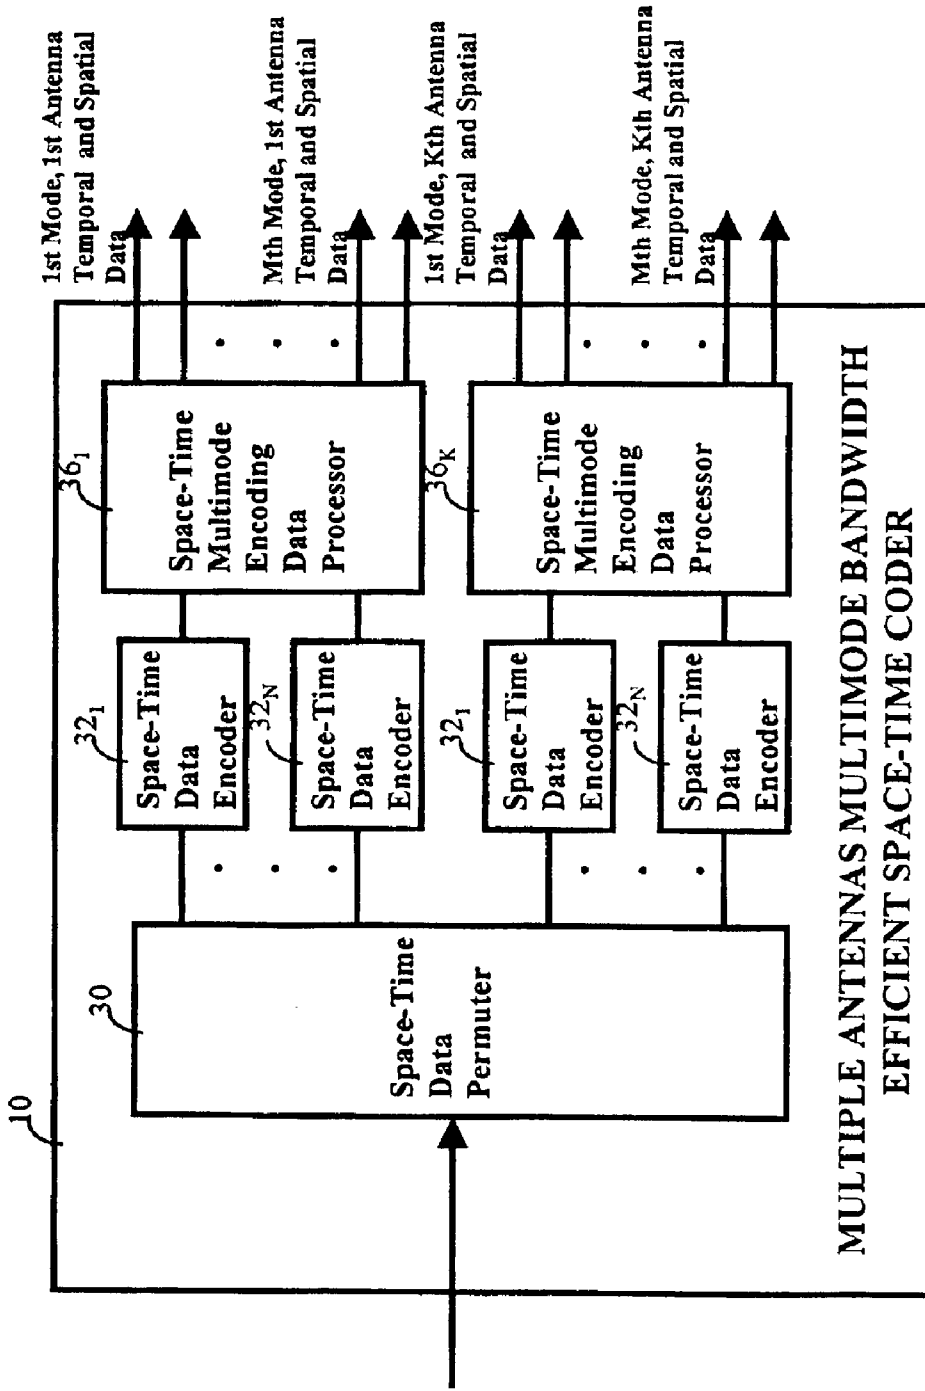 10
30
Space-Time
Data
Permuter
32₁
Space-Time
Data
Encoder
32_N
Space-Time
Data
Encoder
32₁
Space-Time
Data
Encoder
32_N
Space-Time
Data
Encoder
36₁
Space-Time
Multimode
Encoding
Data
Processor
36_K
Space-Time
Multimode
Encoding
Data
Processor
1st Mode, 1st Antenna
Temporal and Spatial
Data
Mth Mode, 1st Antenna
Temporal and Spatial
Data
1st Mode, Kth Antenna
Temporal and Spatial
Data
Mth Mode, Kth Antenna
Temporal and Spatial
Data
MULTIPLE ANTENNAS MULTIMODE BANDWIDTH
EFFICIENT SPACE-TIME CODER